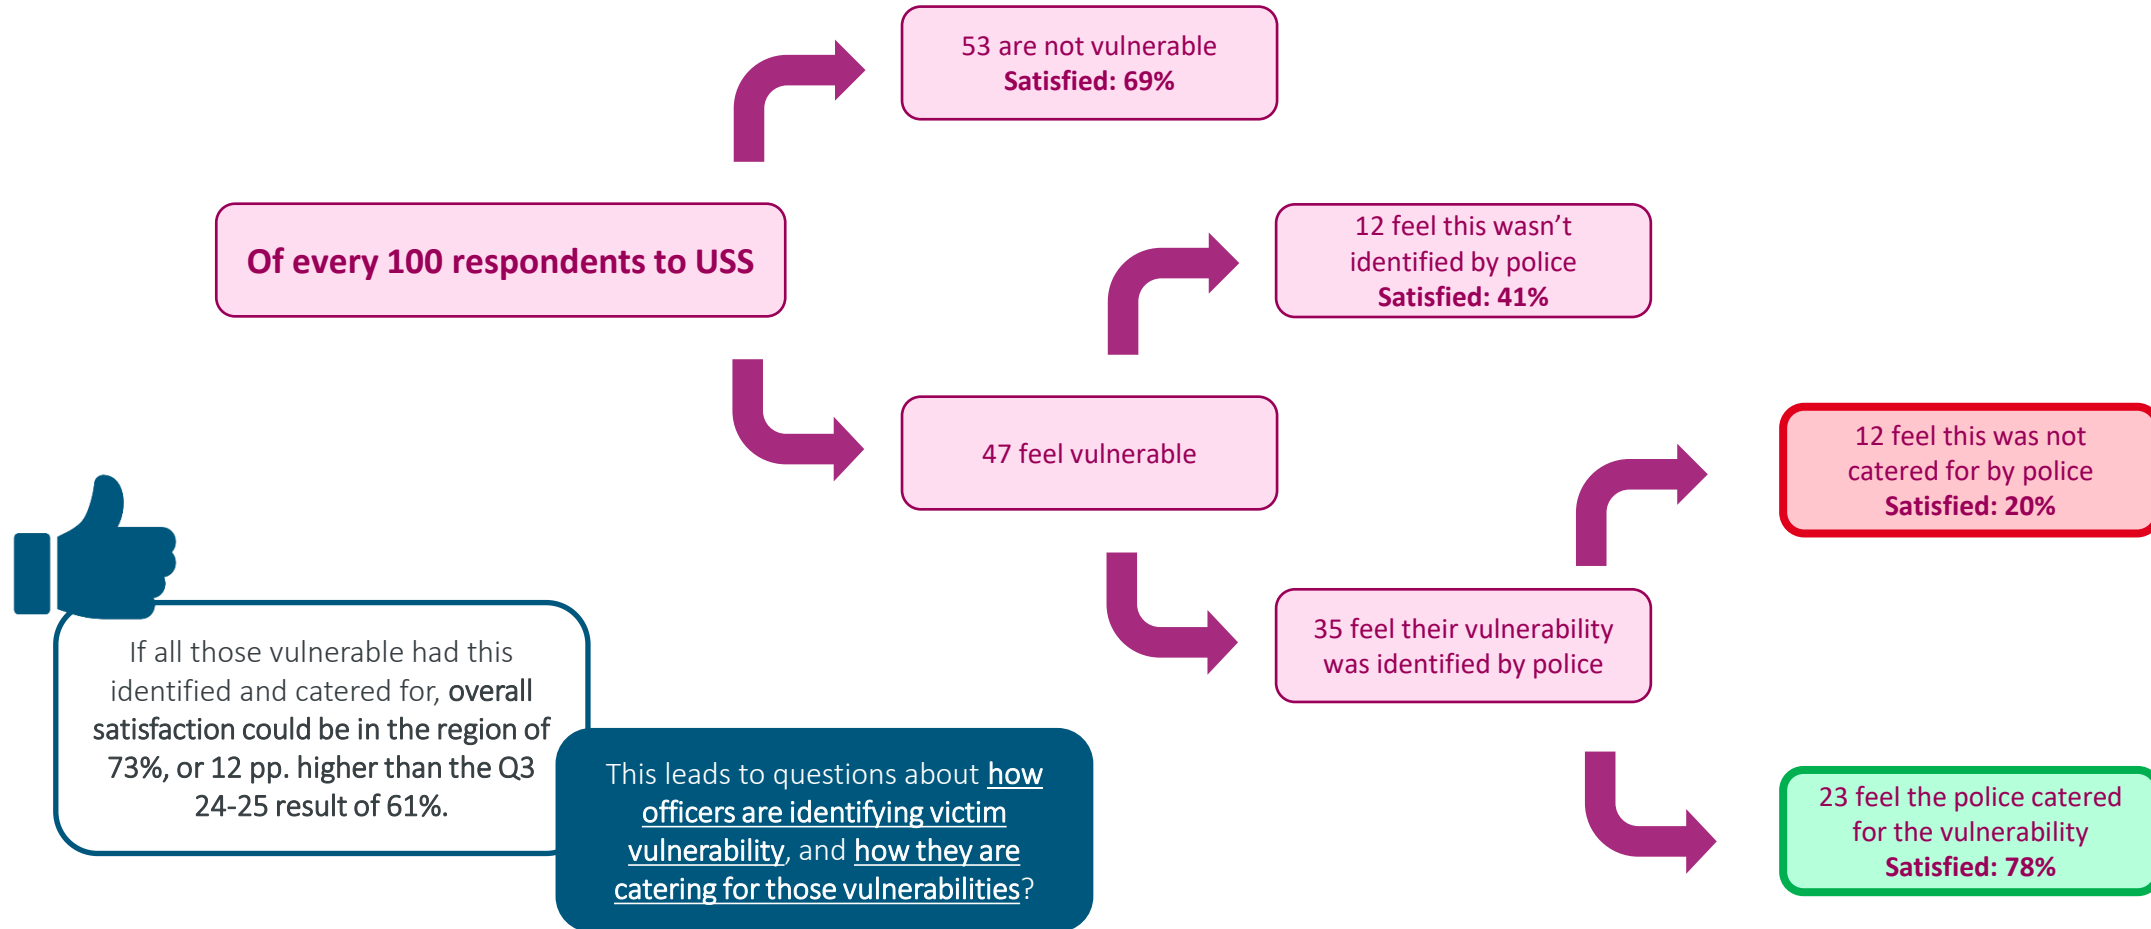 53 are not vulnerable
Satisfied: 69%
Of every 100 respondents to USS
12 feel this wasn’t
identified by police
Satisfied: 41%
47 feel vulnerable
12 feel this was not
catered for by police
Satisfied: 20%
35 feel their vulnerability
was identified by police
23 feel the police catered
for the vulnerability
Satisfied: 78%
If all those vulnerable had this
identified and catered for, overall
satisfaction could be in the region of
73%, or 12 pp. higher than the Q3
24-25 result of 61%.
This leads to questions about how
officers are identifying victim
vulnerability, and how they are
catering for those vulnerabilities?